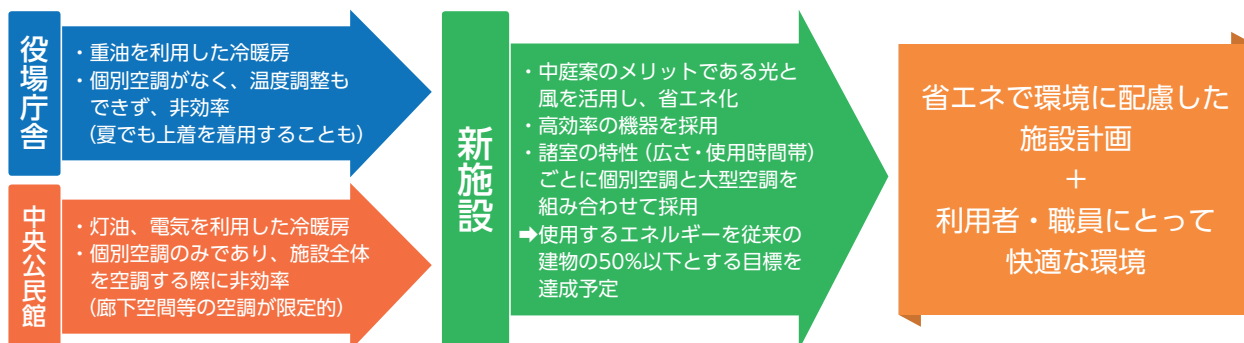 役場庁舎
・重油を利用した冷暖房
・個別空調がなく、温度調整も
できず、非効率
（夏でも上着を着用することも）
中央公民館
・灯油、電気を利用した冷暖房
・個別空調のみであり、施設全体
を空調する際に非効率
（廊下空間等の空調が限定的）
新施設
・中庭案のメリットである光と
風を活用し、省エネ化
・高効率の機器を採用
・諸室の特性（広さ・使用時間帯）
ごとに個別空調と大型空調を
組み合わせて採用
➡使用するエネルギーを従来の
建物の50%以下とする目標を
達成予定
省エネで環境に配慮した
施設計画
＋
利用者・職員にとって
快適な環境